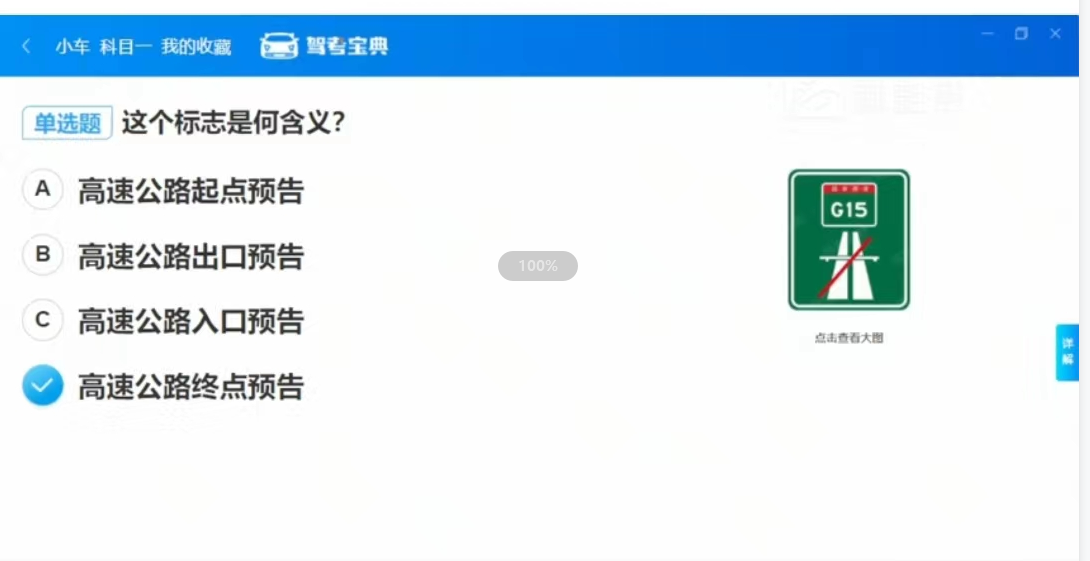 小车 科目一 我的收藏 驾考宝典
单选题 这个标志是何含义？
A 高速公路起点预告
B 高速公路出口预告
C 高速公路入口预告
高速公路终点预告
100%
G15
点击查看大图
详解